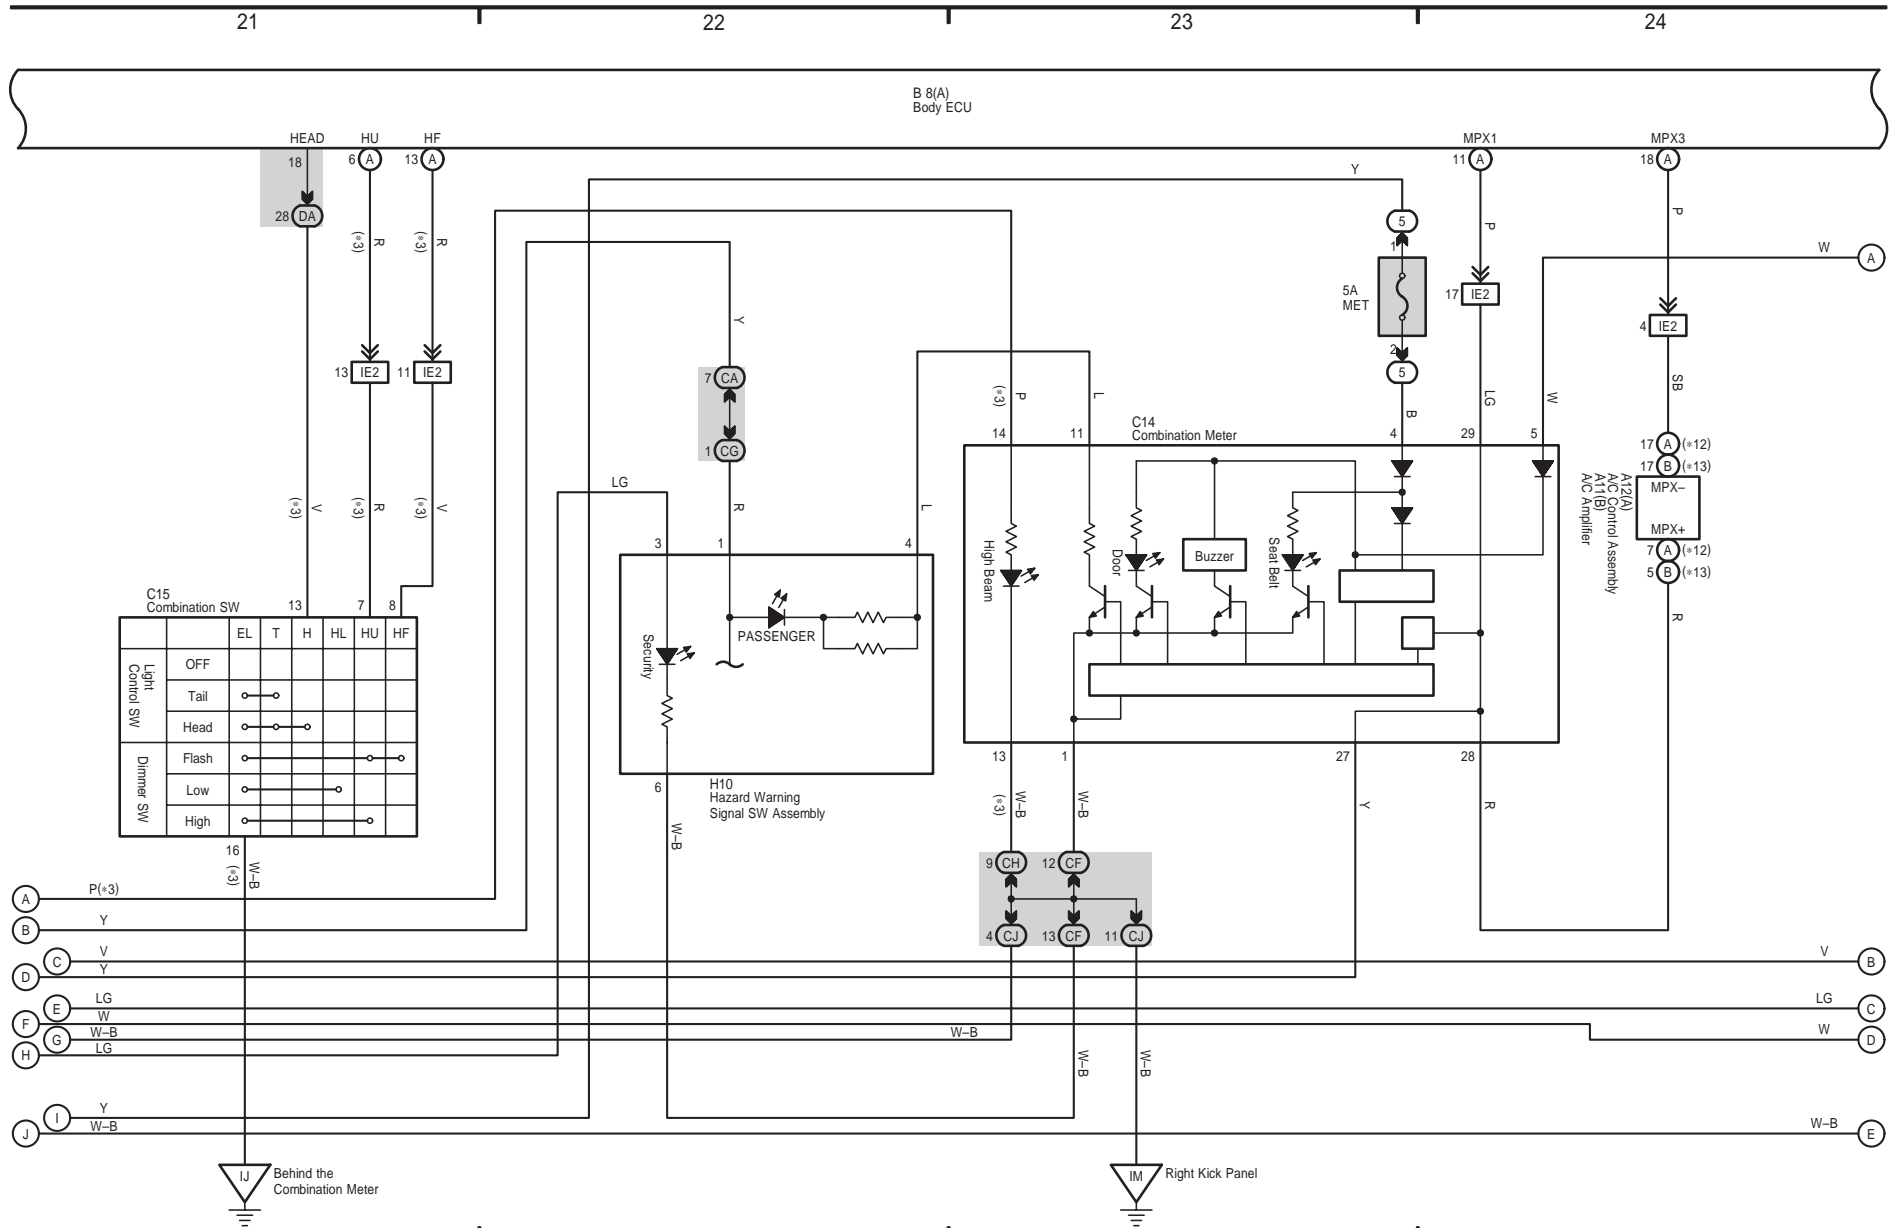 21
22
23
24
B 8(A)
Body ECU
HEAD
HU
HF
MPX1
MPX3
18
6
A
13
A
11
A
18
A
28
DA
Y
5
1
5A
MET
2
5
(∗3)
R
(∗3)
R
P
P
W
A
17
IE2
4
IE2
13
IE2
11
IE2
Y
7
CA
1
CG
(∗3)
P
L
B
LG
W
SB
C14
Combination Meter
14
11
4
29
5
17
A
(∗12)
17
B
(∗13)
MPX–
MPX+
7
A
(∗12)
5
B
(∗13)
A12(A)
A/C Control Assembly
A11(B)
A/C Amplifier
R
LG
(∗3)
V
(∗3)
R
(∗3)
V
R
L
3
1
4
High Beam
Door
Buzzer
Seat Belt
Security
PASSENGER
C15
Combination SW
13
7
8
EL
T
H
HL
HU
HF
Light
Control SW
OFF
Tail
Head
Dimmer SW
Flash
Low
High
16
(∗3)
W–B
6
H10
Hazard Warning
Signal SW Assembly
W–B
13
1
27
28
(∗3)
W–B
W–B
Y
R
9
CH
12
CF
4
CJ
13
CF
11
CJ
A
P(∗3)
B
Y
C
V
V
B
D
Y
E
LG
LG
C
F
W
G
W–B
W–B
W
D
H
LG
W–B
W–B
I
Y
J
W–B
W–B
E
IJ
Behind the
Combination Meter
IM
Right Kick Panel